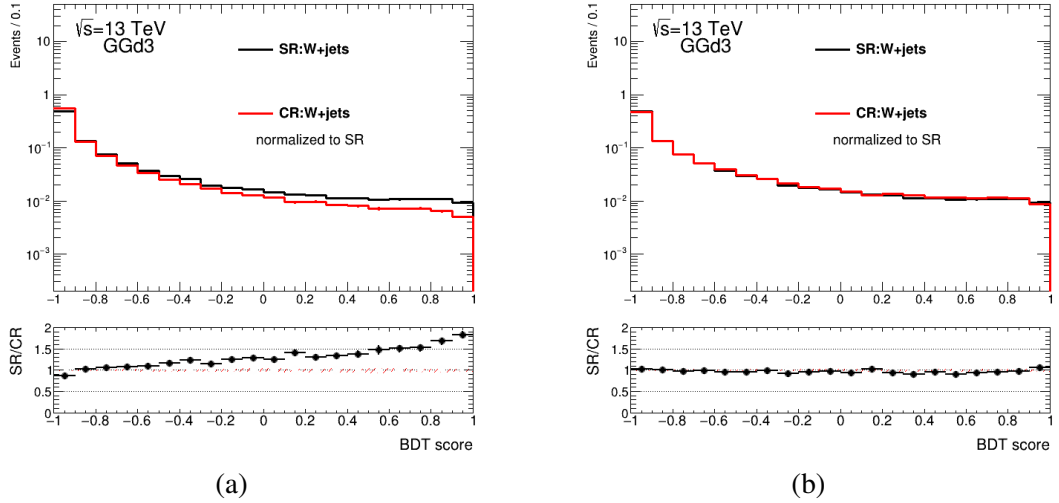 Events / 0.1
10
1
10⁻¹
10⁻²
10⁻³
√s=13 TeV
GGd3
SR:W+jets
CR:W+jets
normalized to SR
−1 −0.8 −0.6 −0.4 −0.2 0 0.2 0.4 0.6 0.8 1
SR/CR
2
1.5
1
0.5
0
−1 −0.8 −0.6 −0.4 −0.2 0 0.2 0.4 0.6 0.8 1
BDT score
(a)
Events / 0.1
10
1
10⁻¹
10⁻²
10⁻³
√s=13 TeV
GGd3
SR:W+jets
CR:W+jets
normalized to SR
−1 −0.8 −0.6 −0.4 −0.2 0 0.2 0.4 0.6 0.8 1
SR/CR
2
1.5
1
0.5
0
−1 −0.8 −0.6 −0.4 −0.2 0 0.2 0.4 0.6 0.8 1
BDT score
(b)